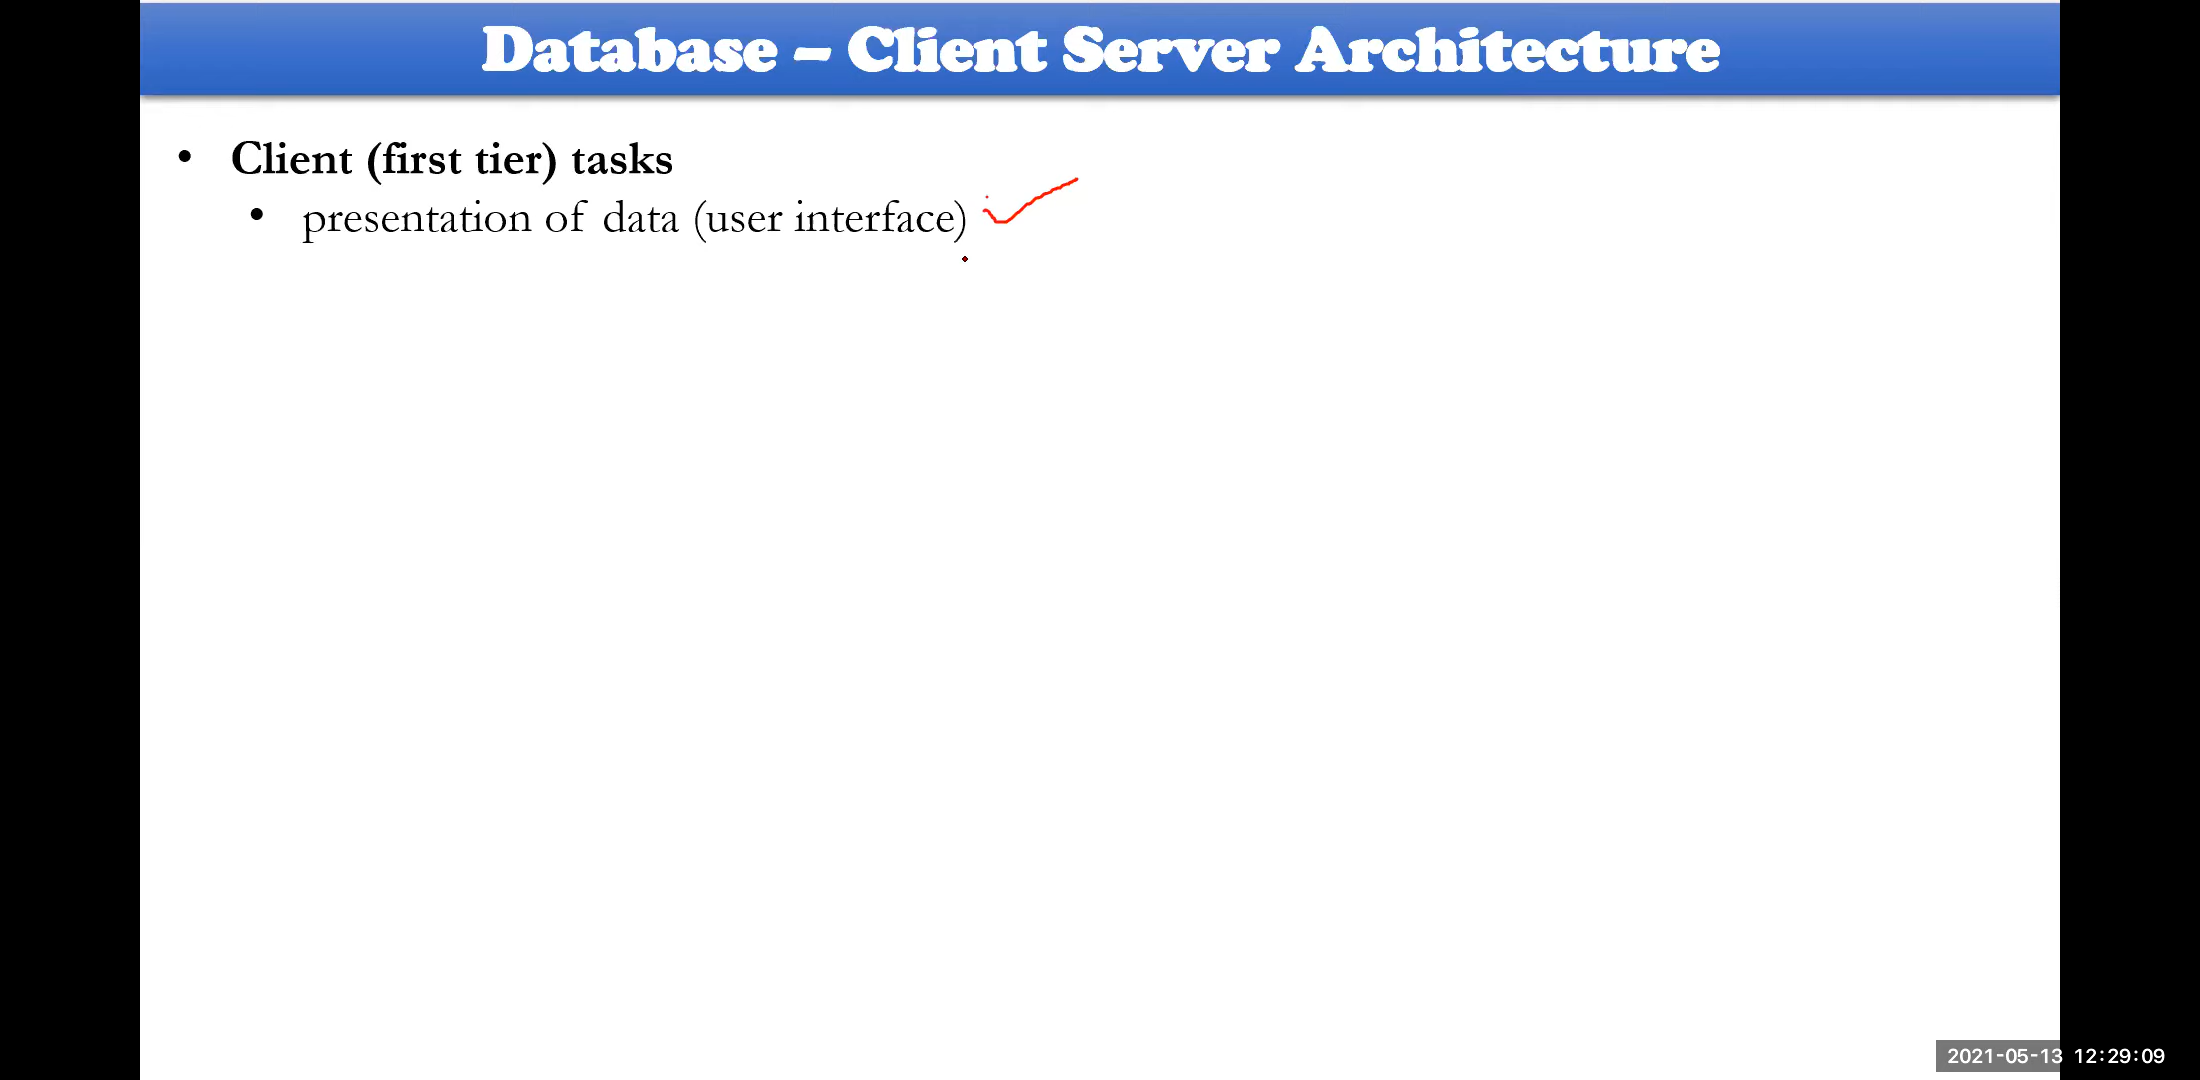 Database – Client Server Architecture
• Client (first tier) tasks
• presentation of data (user interface)
2021-05-13 12:29:09